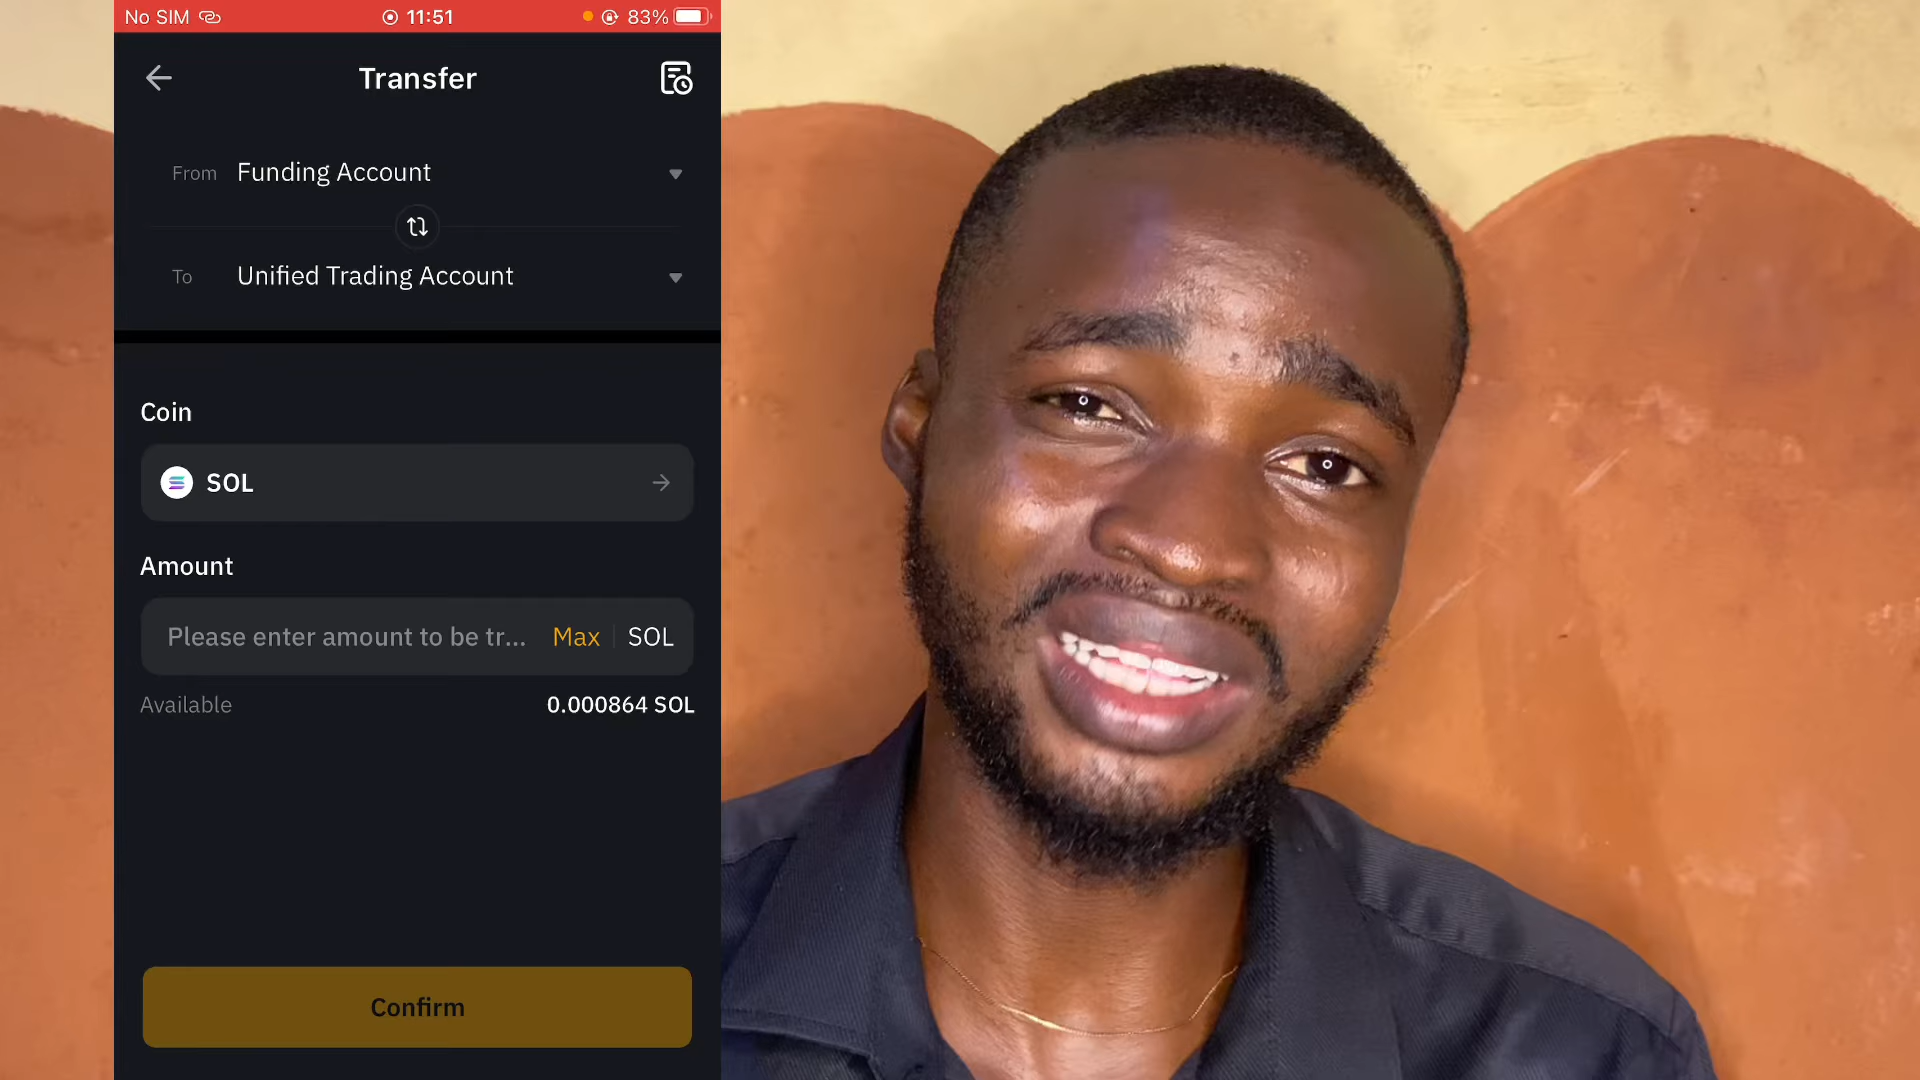 No SIM 11:51 83%
Transfer
From Funding Account
To Unified Trading Account
Coin
SOL
Amount
Please enter amount to be tr... Max SOL
Available 0.000864 SOL
Confirm